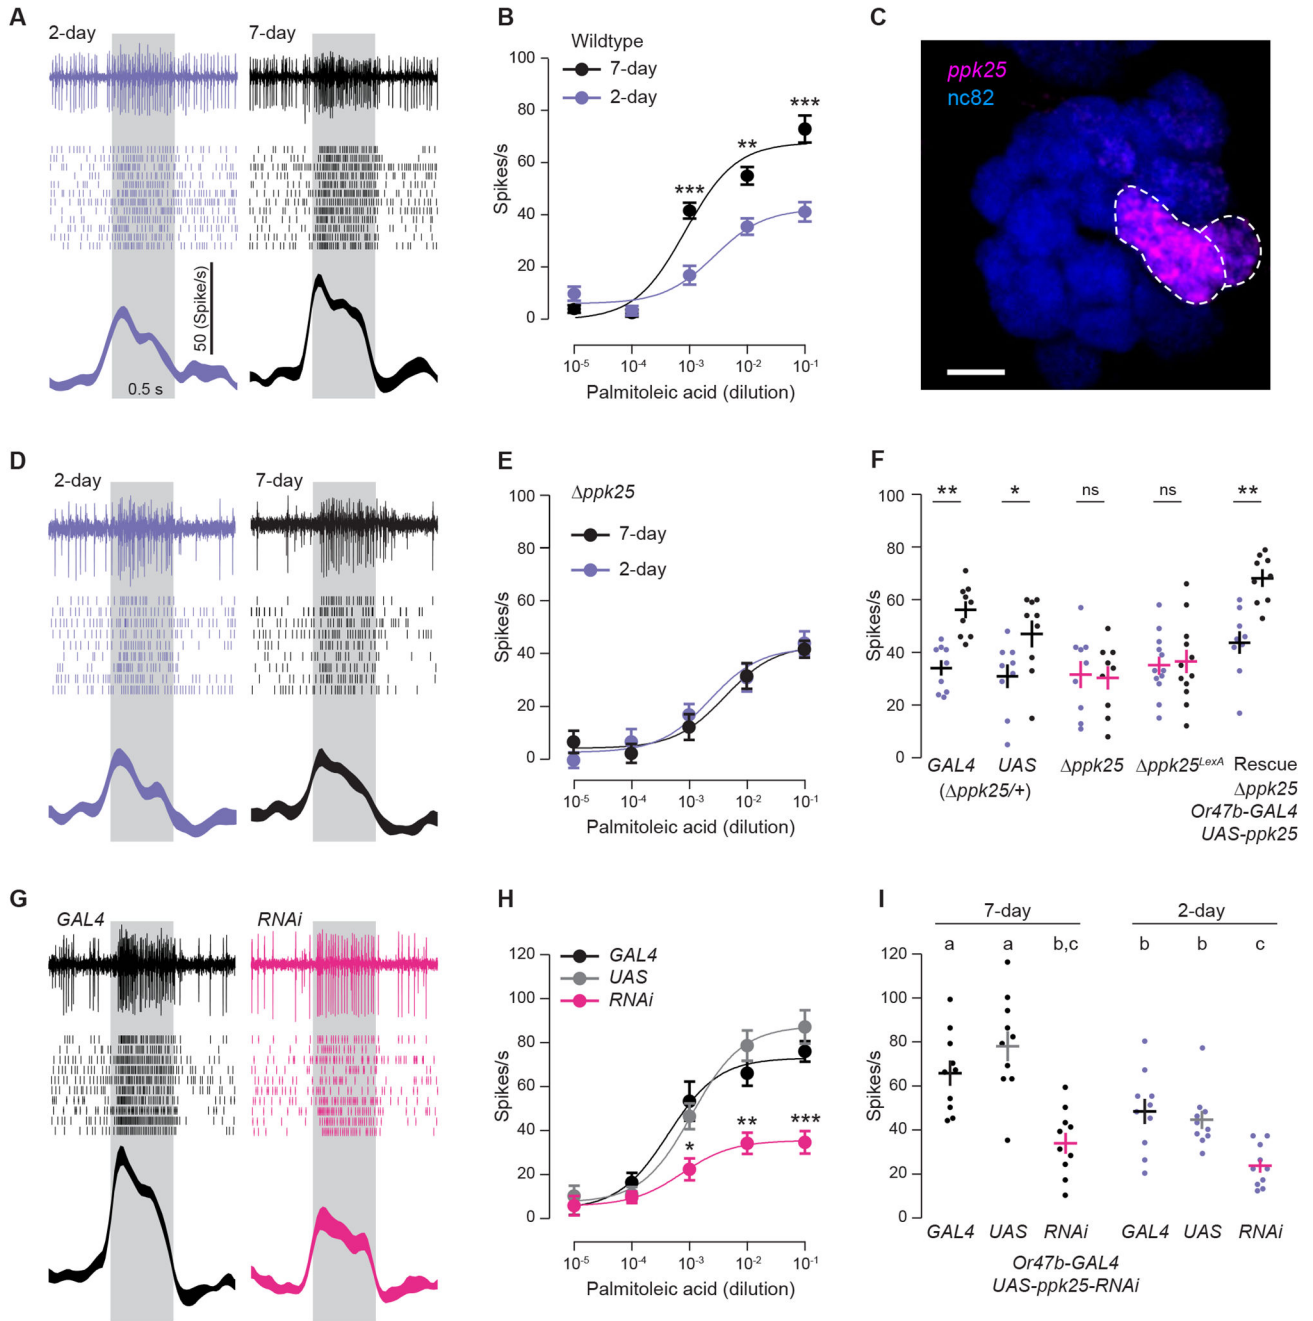 A
2-day
7-day
50 (Spike/s)
0.5 s
B
Wildtype
7-day
2-day
***
**
***
100
80
60
40
20
0
Spikes/s
10⁻⁵ 10⁻⁴ 10⁻³ 10⁻² 10⁻¹
Palmitoleic acid (dilution)
C
ppk25
nc82
D
2-day
7-day
E
Δppk25
7-day
2-day
100
80
60
40
20
0
Spikes/s
10⁻⁵ 10⁻⁴ 10⁻³ 10⁻² 10⁻¹
Palmitoleic acid (dilution)
F
** * ns ns **
100
80
60
40
20
0
Spikes/s
GAL4 UAS Δppk25 Δppk25ᴸᵉˣᴬ Rescue
(Δppk25/+) Δppk25
Or47b-GAL4
UAS-ppk25
G
GAL4
RNAi
H
GAL4
UAS
RNAi
* ** ***
120
100
80
60
40
20
0
Spikes/s
10⁻⁵ 10⁻⁴ 10⁻³ 10⁻² 10⁻¹
Palmitoleic acid (dilution)
I
7-day 2-day
a a b,c b b c
120
100
80
60
40
20
0
Spikes/s
GAL4 UAS RNAi GAL4 UAS RNAi
Or47b-GAL4
UAS-ppk25-RNAi